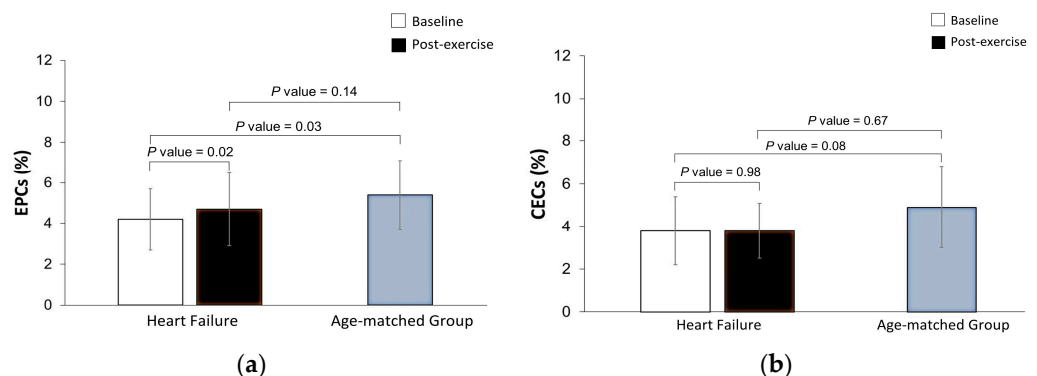 Baseline
Post-exercise
12
10
8
6
4
2
0
EPCs (%)
P value = 0.14
P value = 0.03
P value = 0.02
Heart Failure
Age-matched Group
(a)
Baseline
Post-exercise
12
10
8
6
4
2
0
CECs (%)
P value = 0.67
P value = 0.08
P value = 0.98
Heart Failure
Age-matched Group
(b)